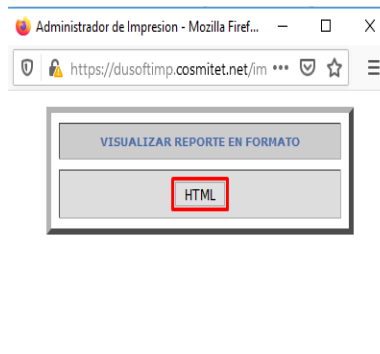 Administrador de Impresion - Mozilla Firef...
https://dusoftimp.cosmitet.net/im
VISUALIZAR REPORTE EN FORMATO
HTML